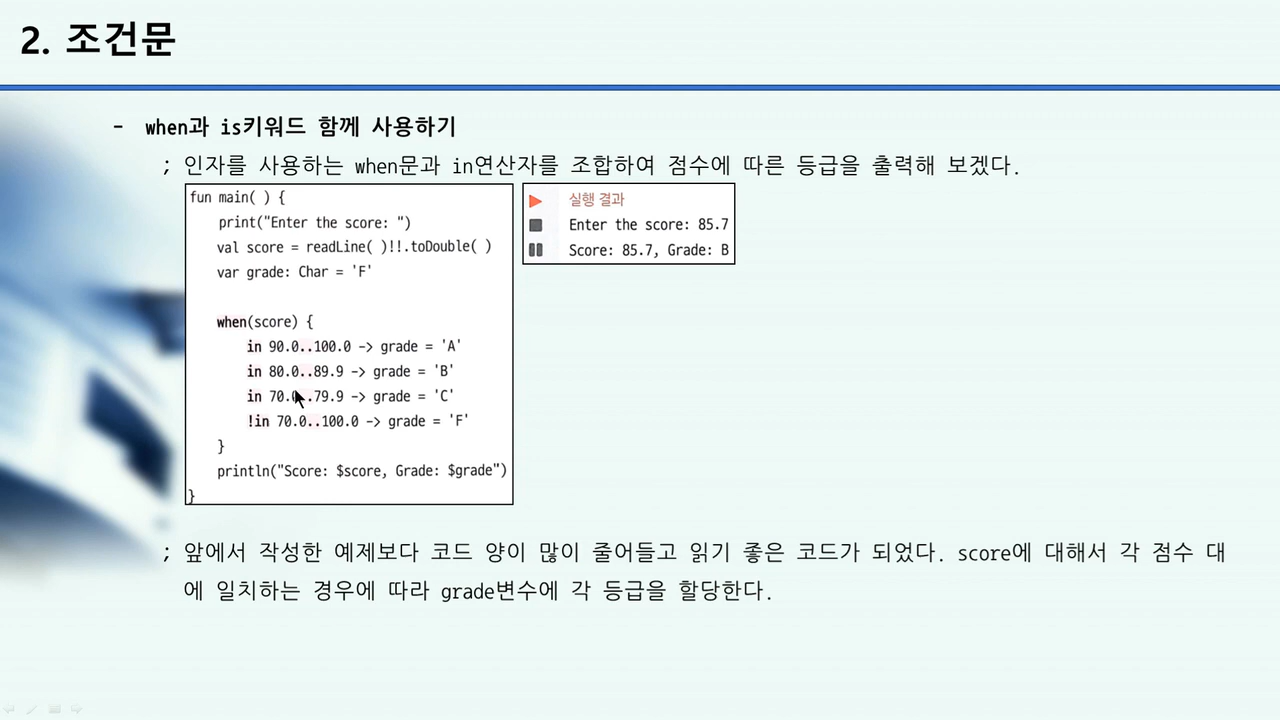 2. 조건문
- when과 is키워드 함께 사용하기
; 인자를 사용하는 when문과 in연산자를 조합하여 점수에 따른 등급을 출력해 보겠다.
fun main( ) {
    print("Enter the score: ")
    val score = readLine( )!!.toDouble( )
    var grade: Char = 'F'
    when(score) {
        in 90.0..100.0 -> grade = 'A'
        in 80.0..89.9 -> grade = 'B'
        in 70.0..79.9 -> grade = 'C'
        !in 70.0..100.0 -> grade = 'F'
    }
    println("Score: $score, Grade: $grade")
}
실행 결과
Enter the score: 85.7
Score: 85.7, Grade: B
; 앞에서 작성한 예제보다 코드 양이 많이 줄어들고 읽기 좋은 코드가 되었다. score에 대해서 각 점수 대
에 일치하는 경우에 따라 grade변수에 각 등급을 할당한다.